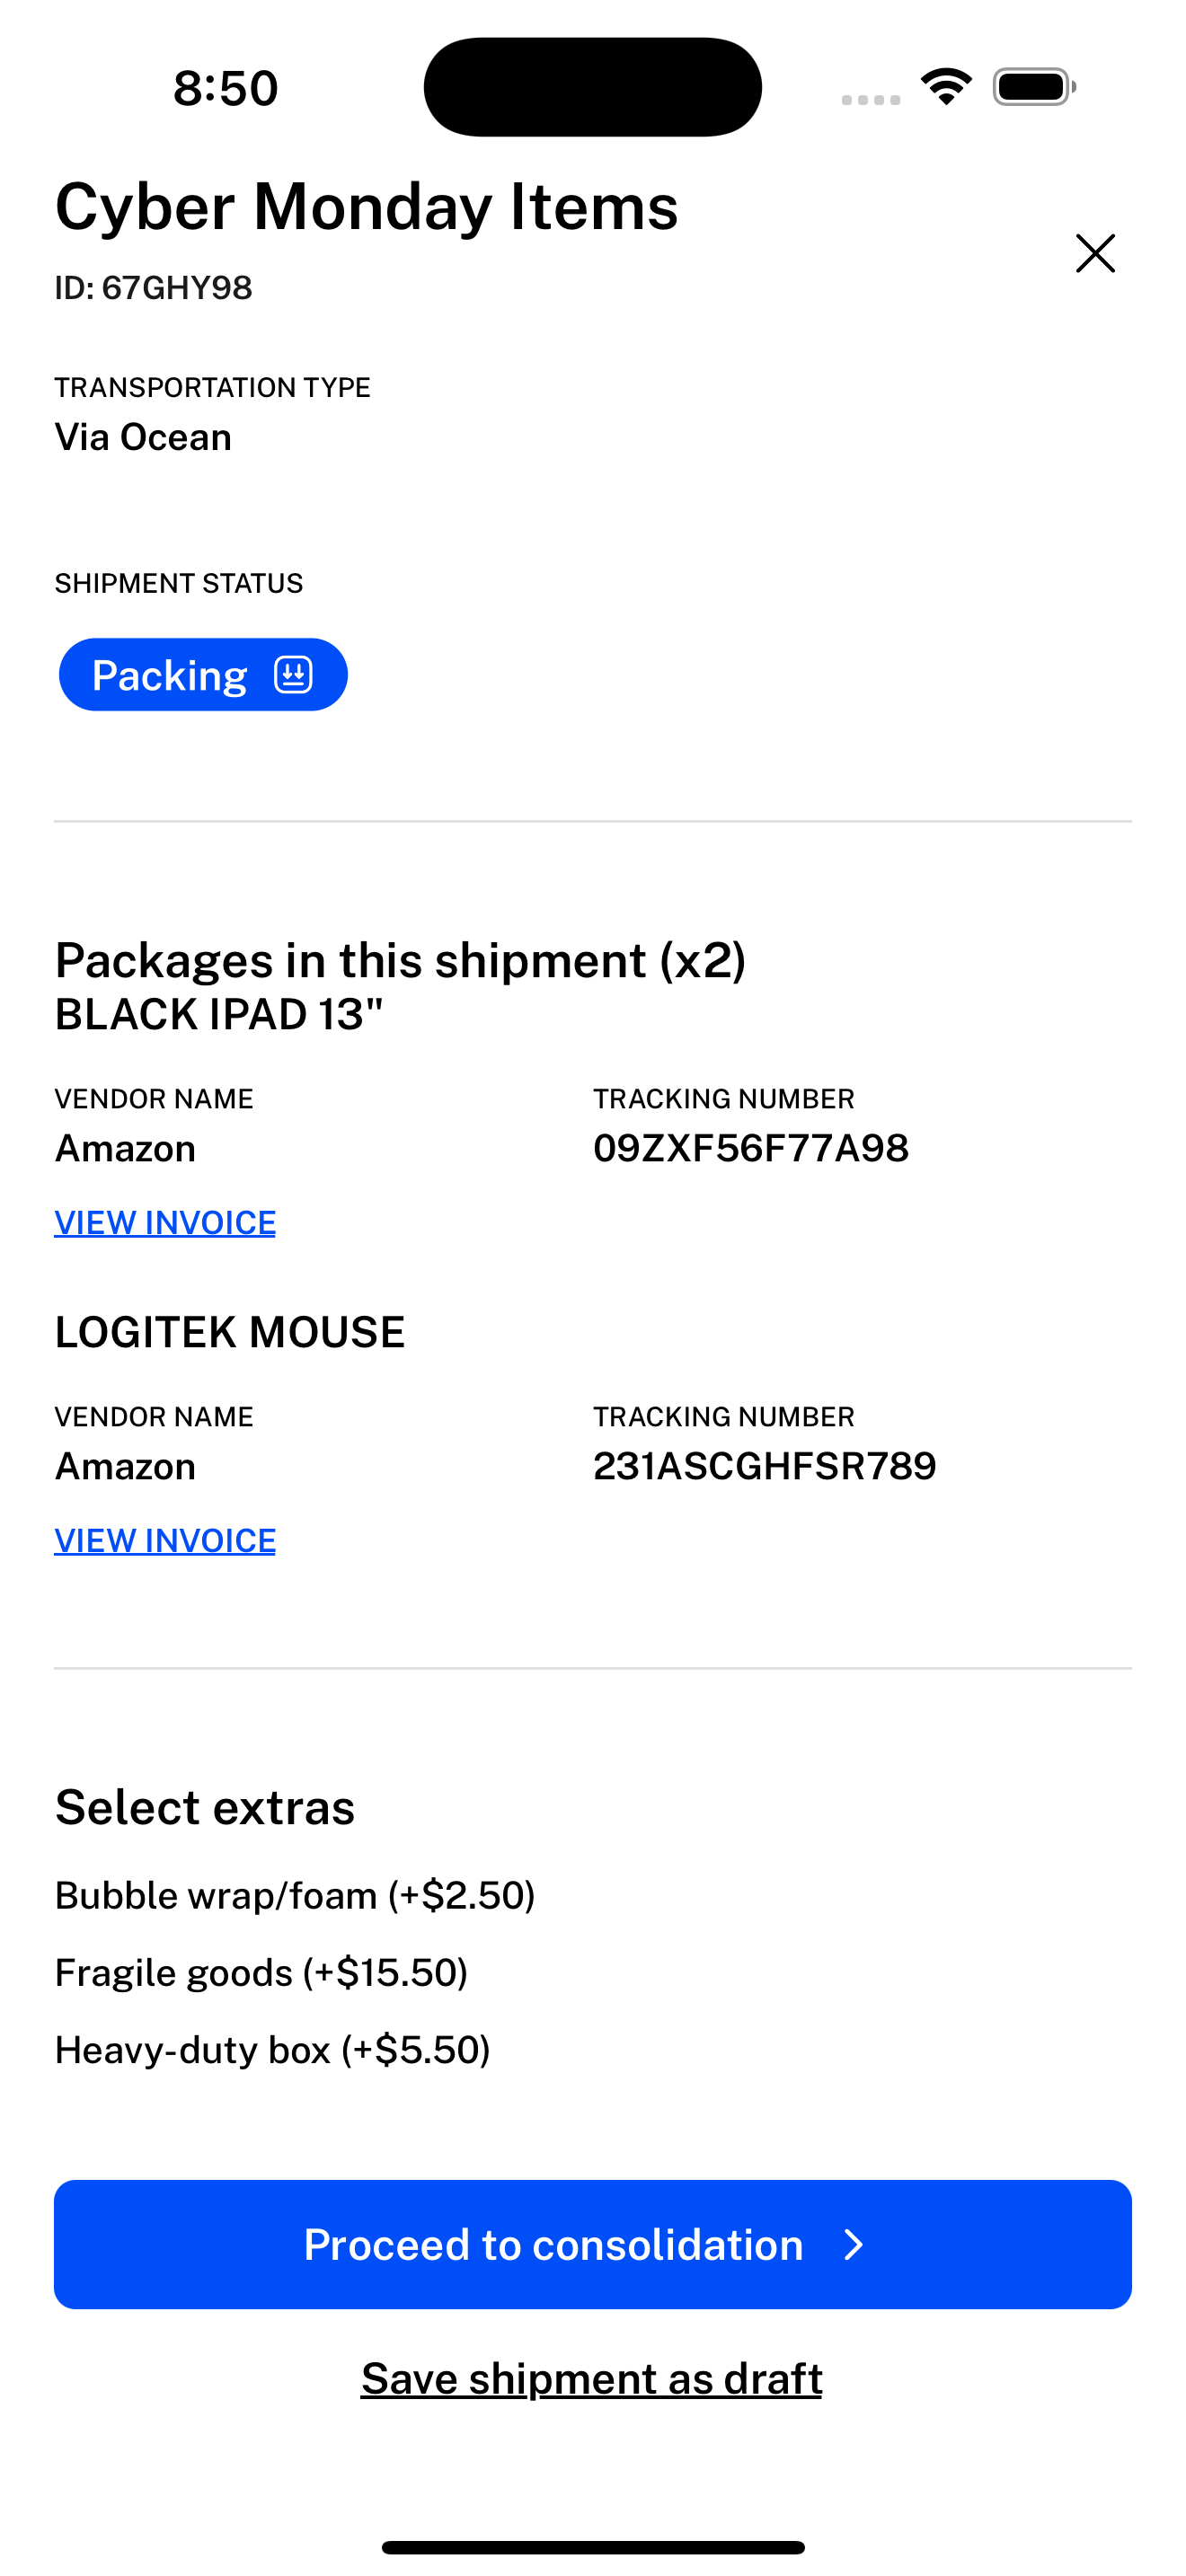 8:50
Cyber Monday Items
ID: 67GHY98
TRANSPORTATION TYPE
Via Ocean
SHIPMENT STATUS
Packing
Packages in this shipment (x2)
BLACK IPAD 13"
VENDOR NAME TRACKING NUMBER
Amazon 09ZXF56F77A98
VIEW INVOICE
LOGITEK MOUSE
VENDOR NAME TRACKING NUMBER
Amazon 231ASCGHFSR789
VIEW INVOICE
Select extras
Bubble wrap/foam (+$2.50)
Fragile goods (+$15.50)
Heavy-duty box (+$5.50)
Proceed to consolidation
Save shipment as draft